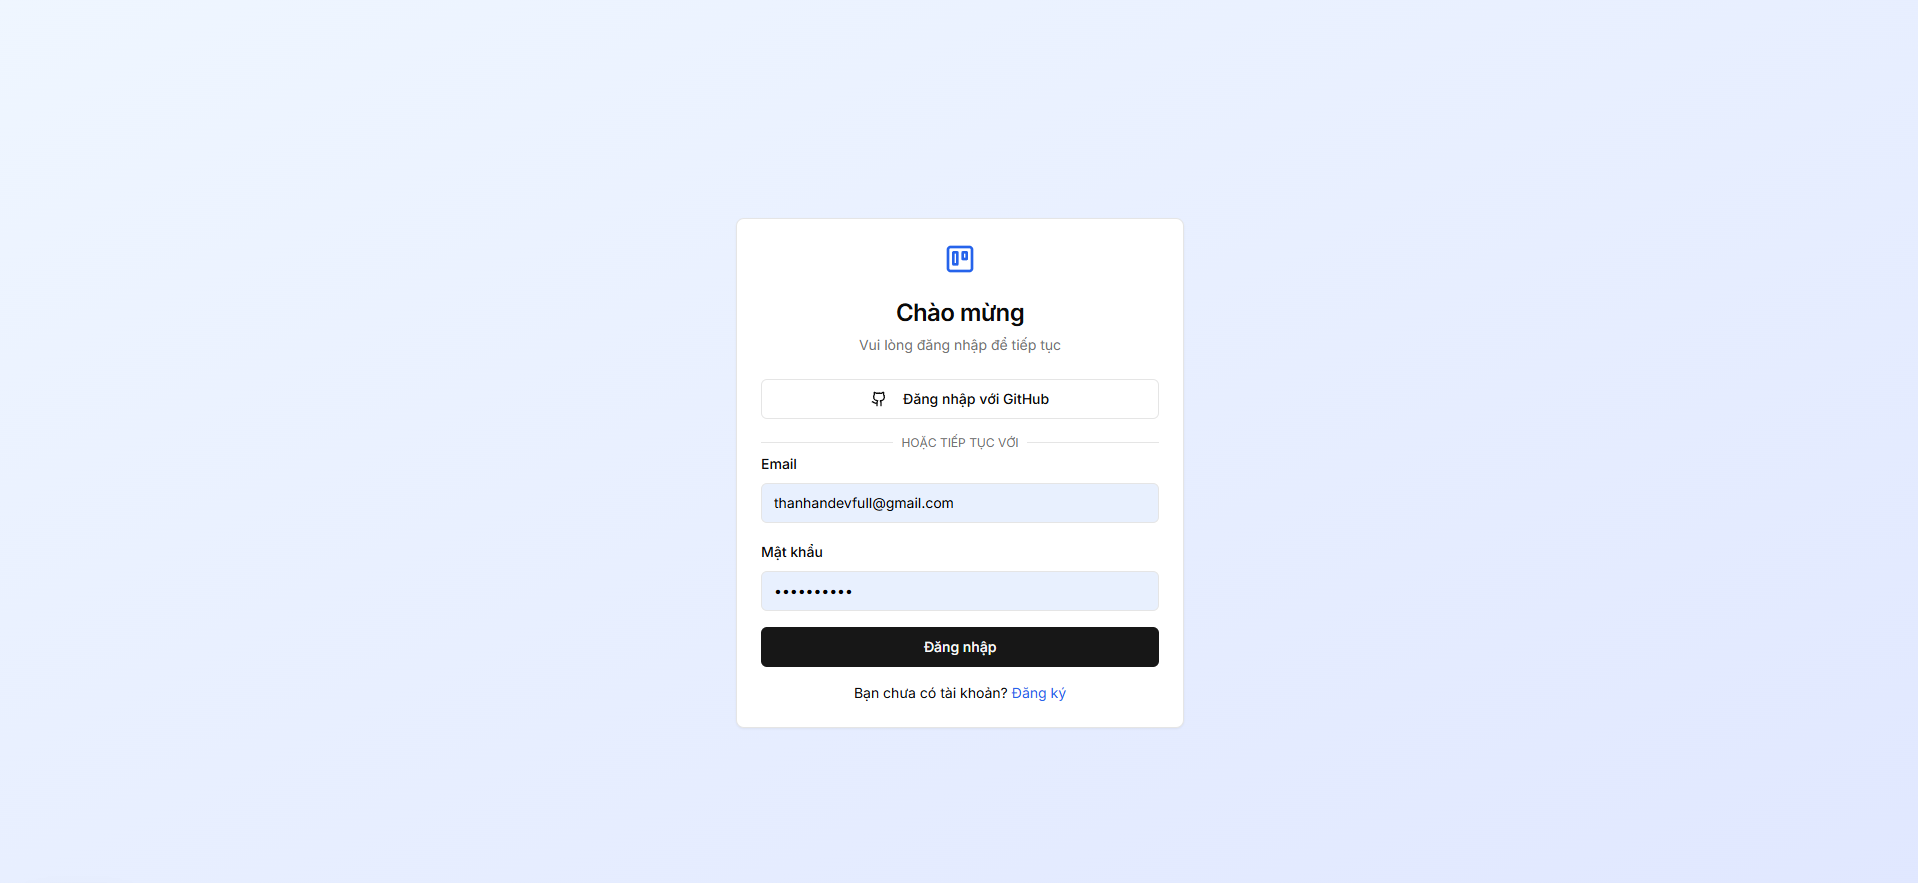 Chào mừng
Vui lòng đăng nhập để tiếp tục
Đăng nhập với GitHub
HOẶC TIẾP TỤC VỚI
Email
thanhandevfull@gmail.com
Mật khẩu
••••••••••
Đăng nhập
Bạn chưa có tài khoản? Đăng ký